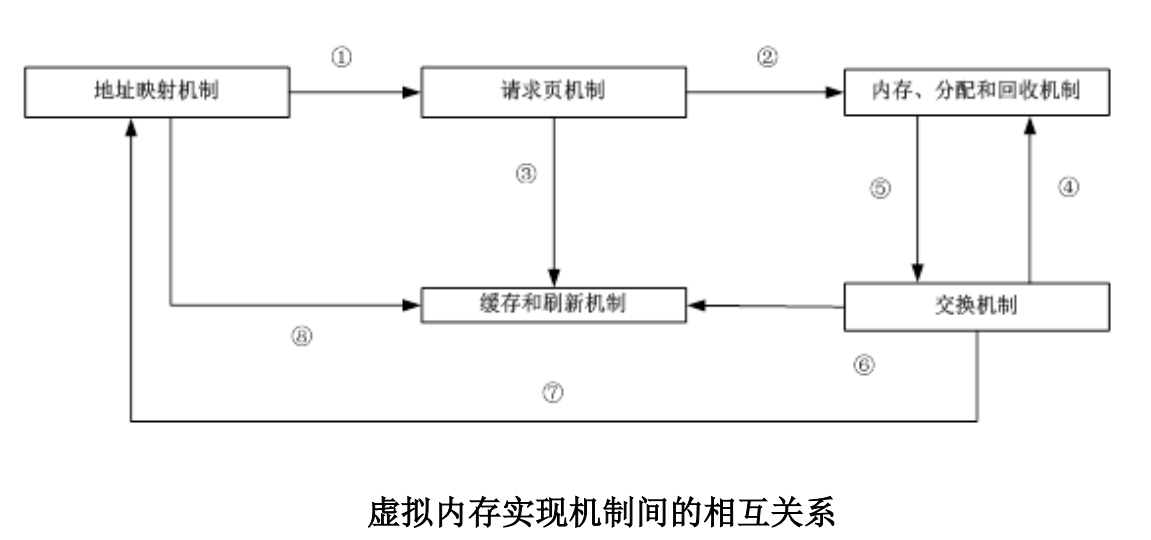 ① ②
地址映射机制 请求页机制 内存、分配和回收机制
③ ⑤ ④
缓存和刷新机制 交换机制
⑧ ⑥
⑦
虚拟内存实现机制间的相互关系